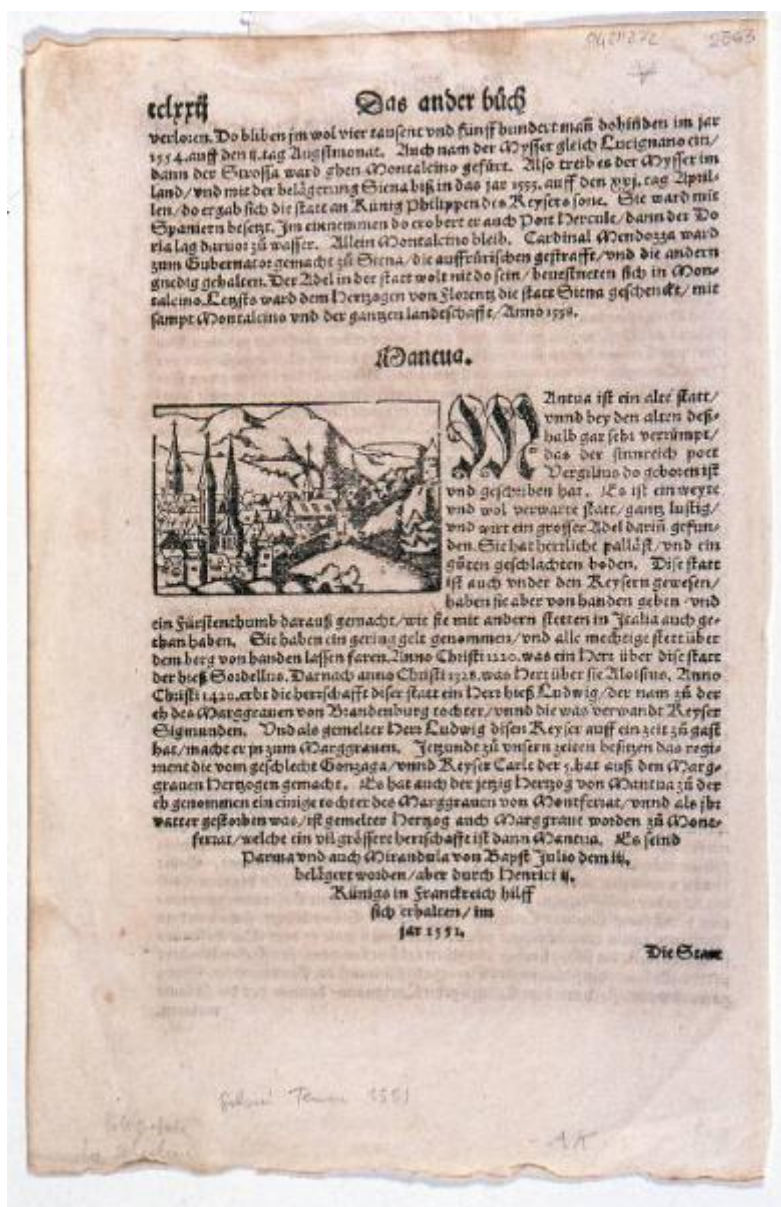 2863
cclxxij Das ander bůch
verloren. Do bliben jm wol vier tausent vnd fünff hundert mañ dohinden im jar
1554. auff den ij. tag Augstmonat. Auch nam der Mysser gleich Lucignano ein/
dann der Strossa ward ghen Montalcino gefürt. Also treib es der Mysser im
land/vnd mit der belägerung Siena biß in das jar 1555. auff den xxj. tag April-
len/do ergab sich die statt an Künig Philippen des Keysers sone. Sie ward mit
Spaniern besetzt. Im einnemmen do erobert er auch Port Hercule/dann der Do
ria lag daruor zů wasser. Allein Montalcino bleib. Cardinal Mendozza ward
zum Gubernator gemacht zů Siena/die auffrürischen gestrafft/vnd die andern
gnedig gehalten. Der Adel in der statt wolt nit do sein/beuestneten sich in Mon-
talcino. Letzsts ward dem Hertzogen von Florentz die statt Siena geschenckt/mit
sampt Montalcino vnd der gantzen landtschafft/Anno 1558.
Mantua.
MAntua ist ein alte statt/
vnnd bey den alten deß-
halb gar sehr verrümpt/
das der sinnreich poet
Vergilius do geboren ist
vnd geschriben hat. Es ist ein weyte
vnd wol verwarte statt/gantz lustig/
vnd wirt ein grosser Adel dariñ gefun-
den. Sie hat herrliche palläst/vnd ein
gůten geschlachten boden. Dise statt
ist auch vnder den Keysern gewesen/
haben sie aber von handen geben vnd
ein Fürstenthumb darauß gemacht/wie sie mit andern stetten in Italia auch ge-
than haben. Sie haben ein gering gelt genommen/vnd alle mechtige stett über
dem berg von handen lassen faren. Anno Christi 1220. was ein Herr über dise statt
der hieß Sordellus. Darnach anno Christi 1328. was Herr über sie Aloisius. Anno
Christi 1420. erbt die herrschafft diser statt ein Herr hieß Ludwig/der nam zů der
eh des Marggrauen von Brandenburg tochter/vnnd die was verwandt Keyser
Sigmunden. Vnd als gemelter Herr Ludwig disen Keyser auff ein zeit zů gast
hat/macht er jn zum Marggrauen. Jetzundt zů vnsern zeiten besitzen das regi-
ment die vom geschlecht Gonzaga/vnnd Keyser Carle der 5. hat auß den Marg-
grauen Hertzogen gemacht. Es hat auch der jetzig Hertzog von Mantua zů der
eh genommen ein einige tochter des Marggrauen von Montferrat/vnnd als jhr
vatter gestorben was/ist gemelter Hertzog auch Marggraue worden zů Mont-
ferrat/welche ein vil grössere herrschafft ist dann Mantua. Es seind
Parma vnd auch Mirandula von Bapst Julio dem iij.
belägert worden/aber durch Henrici ij.
Künigs in Franckreich hilff
sich erhalten/im
jar 1551.
Die Statt
AK